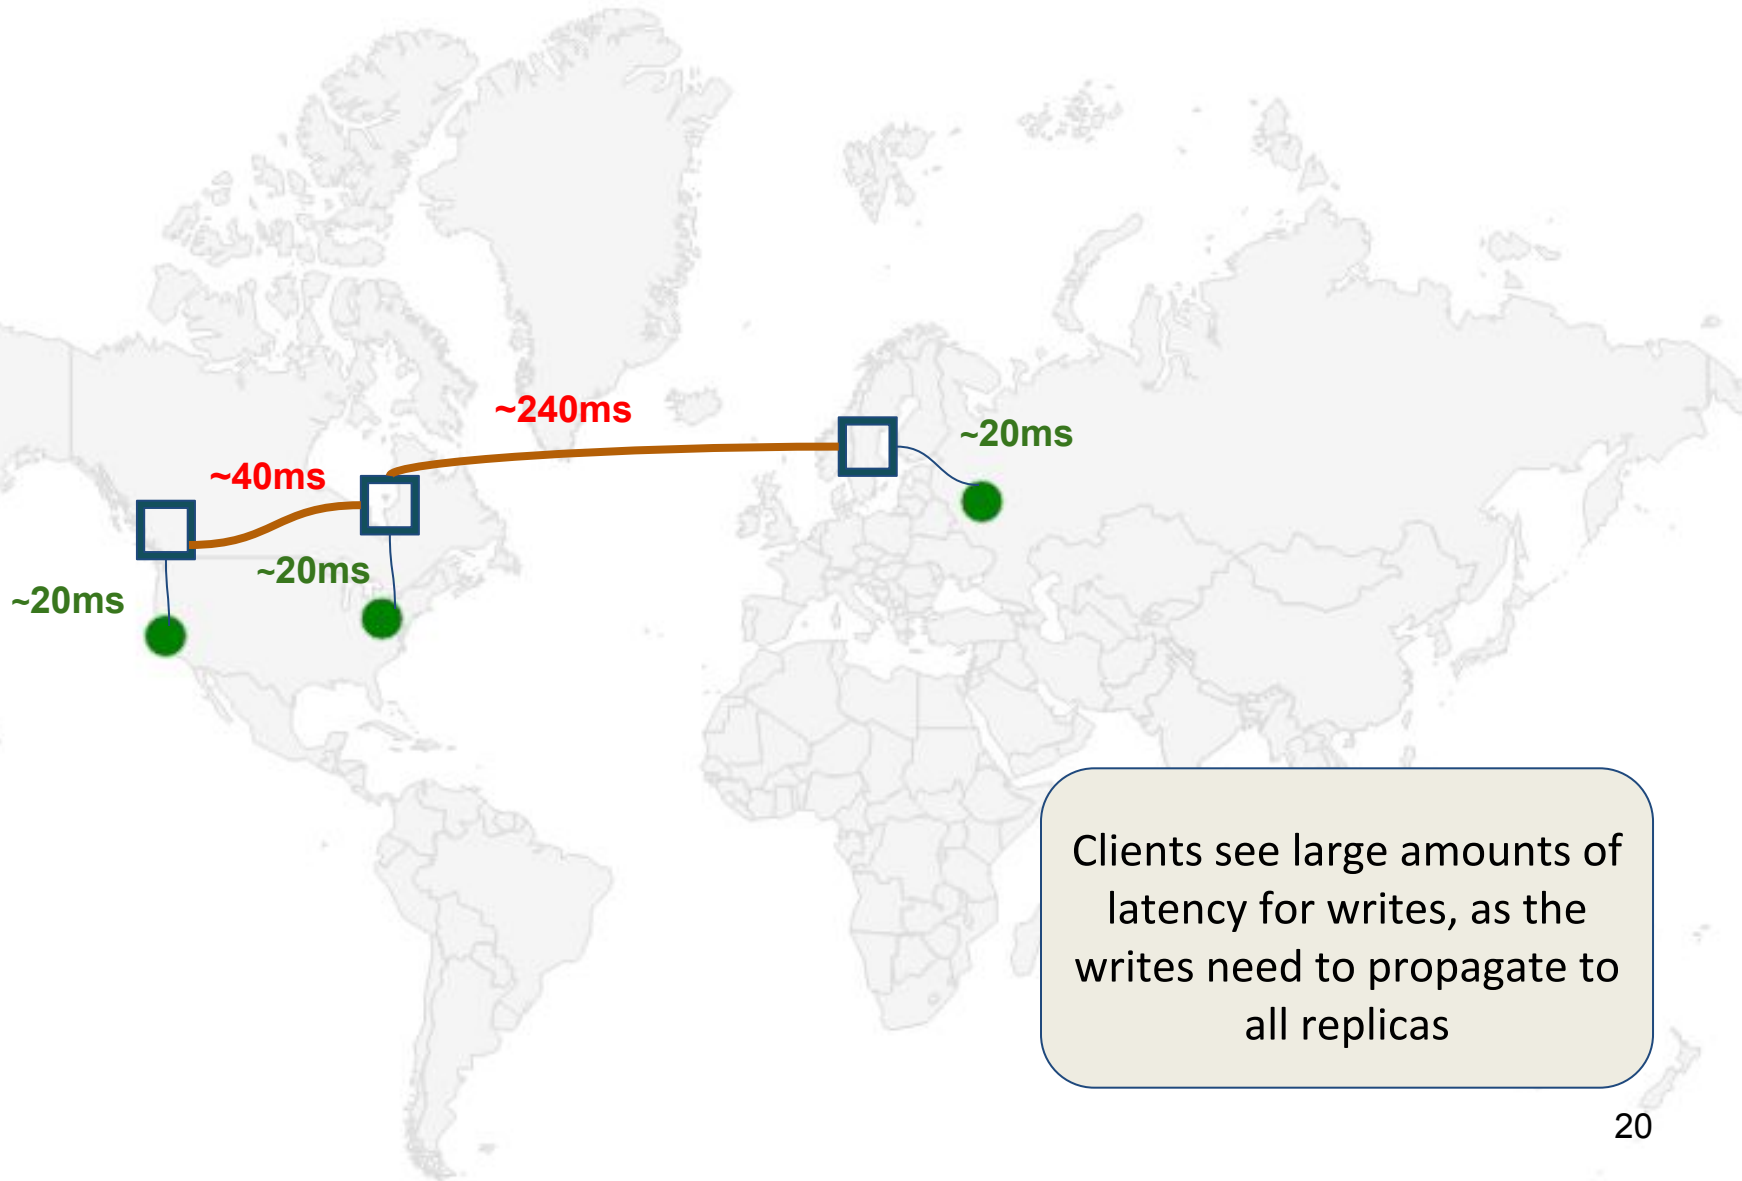 ~240ms
~20ms
~40ms
~20ms
~20ms
Clients see large amounts of
latency for writes, as the
writes need to propagate to
all replicas
20